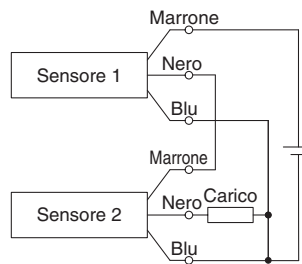 Marrone
Sensore 1
Nero
Blu
Marrone
Sensore 2
Nero
Carico
Blu